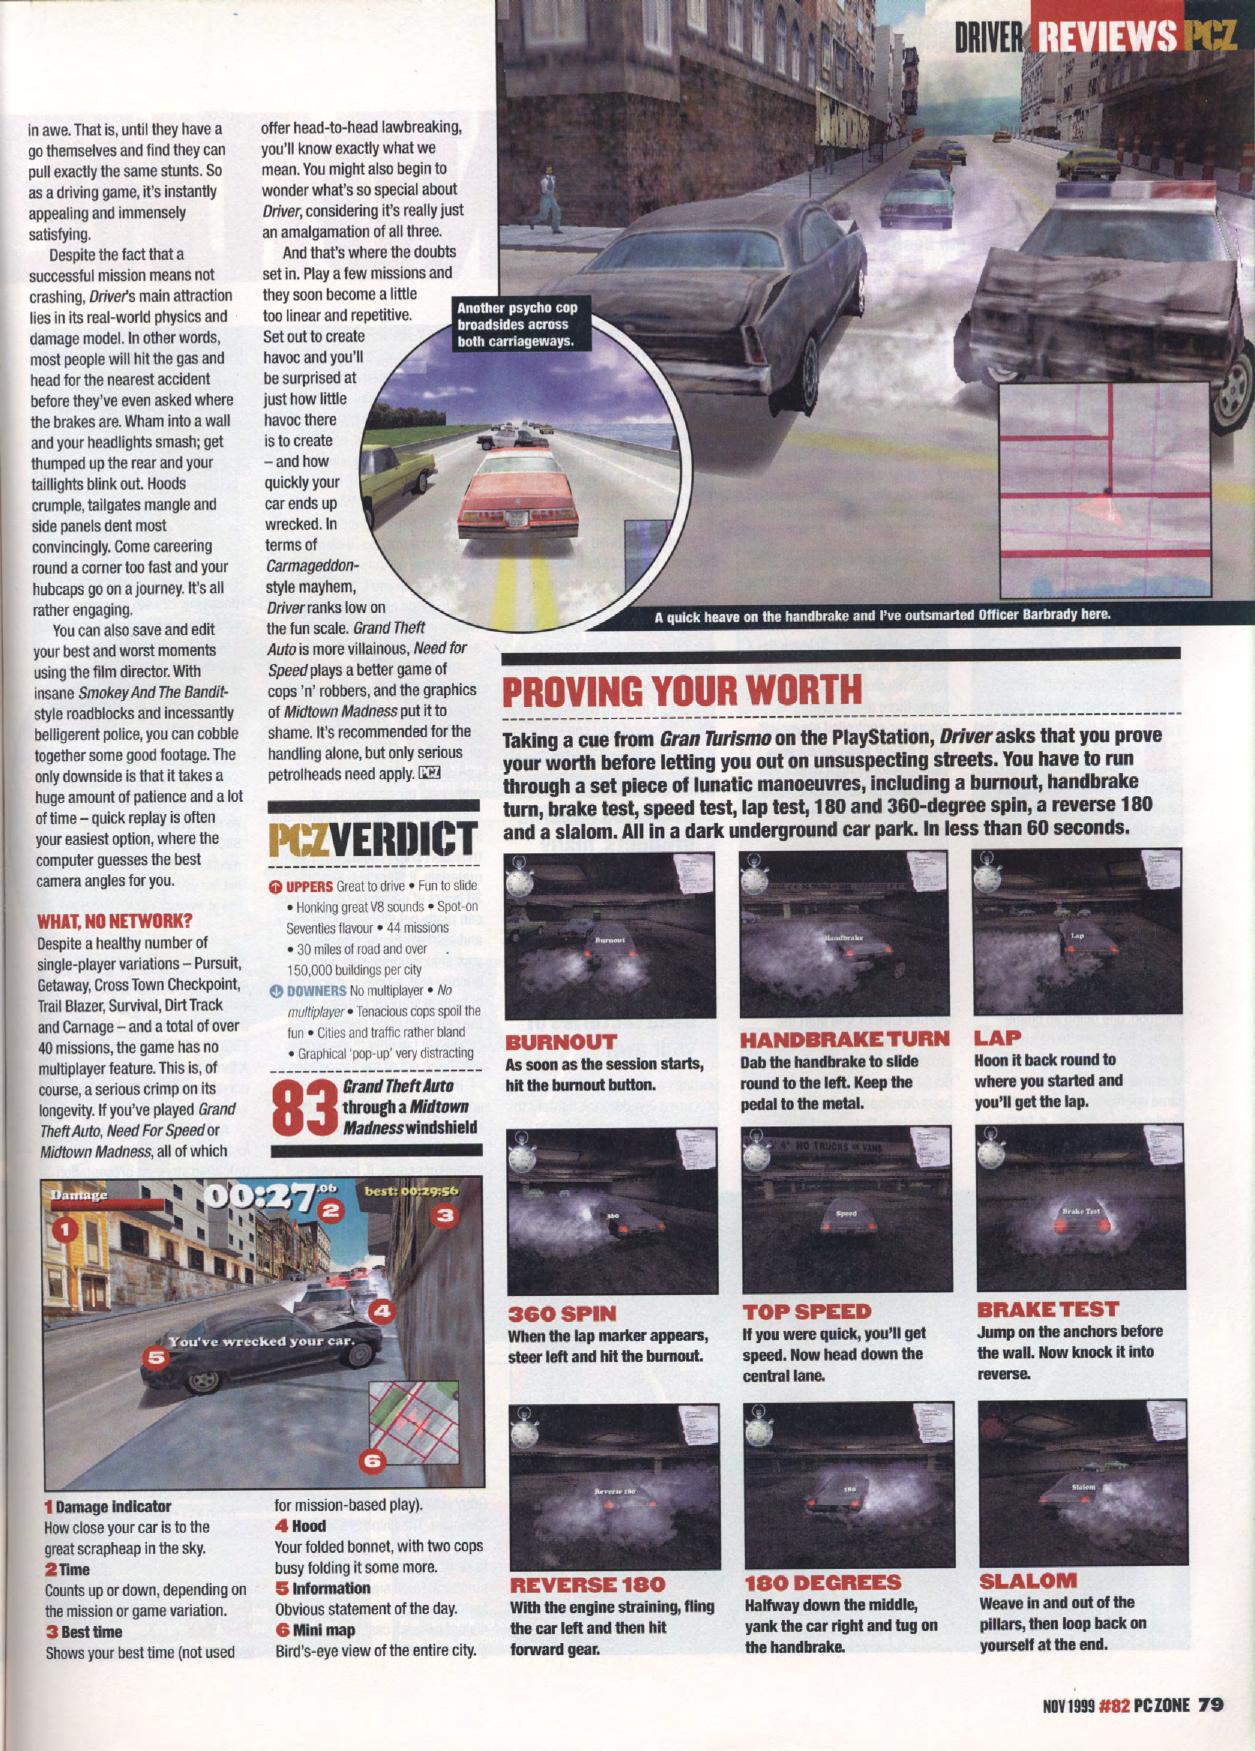 DRIVER REVIEWS PCZ
in awe. That is, until they have a
go themselves and find they can
pull exactly the same stunts. So
as a driving game, it's instantly
appealing and immensely
satisfying.
Despite the fact that a
successful mission means not
crashing, Driver's main attraction
lies in its real-world physics and
damage model. In other words,
most people will hit the gas and
head for the nearest accident
before they've even asked where
the brakes are. Wham into a wall
and your headlights smash; get
thumped up the rear and your
taillights blink out. Hoods
crumple, tailgates mangle and
side panels dent most
convincingly. Come careering
round a corner too fast and your
hubcaps go on a journey. It's all
rather engaging.
You can also save and edit
your best and worst moments
using the film director. With
insane Smokey And The Bandit-
style roadblocks and incessantly
belligerent police, you can cobble
together some good footage. The
only downside is that it takes a
huge amount of patience and a lot
of time – quick replay is often
your easiest option, where the
computer guesses the best
camera angles for you.
WHAT, NO NETWORK?
Despite a healthy number of
single-player variations – Pursuit,
Getaway, Cross Town Checkpoint,
Trail Blazer, Survival, Dirt Track
and Carnage – and a total of over
40 missions, the game has no
multiplayer feature. This is, of
course, a serious crimp on its
longevity. If you've played Grand
Theft Auto, Need For Speed or
Midtown Madness, all of which
offer head-to-head lawbreaking,
you'll know exactly what we
mean. You might also begin to
wonder what's so special about
Driver, considering it's really just
an amalgamation of all three.
And that's where the doubts
set in. Play a few missions and
they soon become a little
too linear and repetitive.
Set out to create
havoc and you'll
be surprised at
just how little
havoc there
is to create
– and how
quickly your
car ends up
wrecked. In
terms of
Carmageddon-
style mayhem,
Driver ranks low on
the fun scale. Grand Theft
Auto is more villainous, Need for
Speed plays a better game of
cops 'n' robbers, and the graphics
of Midtown Madness put it to
shame. It's recommended for the
handling alone, but only serious
petrolheads need apply. PCZ
Another psycho cop
broadsides across
both carriageways.
A quick heave on the handbrake and I've outsmarted Officer Barbrady here.
PCZVERDICT
UPPERS Great to drive • Fun to slide
• Honking great V8 sounds • Spot-on
Seventies flavour • 44 missions
• 30 miles of road and over
150,000 buildings per city
DOWNERS No multiplayer • No
multiplayer • Tenacious cops spoil the
fun • Cities and traffic rather bland
• Graphical 'pop-up' very distracting
83
Grand Theft Auto
through a Midtown
Madness windshield
Damage
00:27.06
best: 00:29:56
1
2
3
4
You've wrecked your car.
5
6
1 Damage indicator
How close your car is to the
great scrapheap in the sky.
2 Time
Counts up or down, depending on
the mission or game variation.
3 Best time
Shows your best time (not used
for mission-based play).
4 Hood
Your folded bonnet, with two cops
busy folding it some more.
5 Information
Obvious statement of the day.
6 Mini map
Bird's-eye view of the entire city.
PROVING YOUR WORTH
Taking a cue from Gran Turismo on the PlayStation, Driver asks that you prove
your worth before letting you out on unsuspecting streets. You have to run
through a set piece of lunatic manoeuvres, including a burnout, handbrake
turn, brake test, speed test, lap test, 180 and 360-degree spin, a reverse 180
and a slalom. All in a dark underground car park. In less than 60 seconds.
Burnout
BURNOUT
As soon as the session starts,
hit the burnout button.
Handbrake
HANDBRAKE TURN
Dab the handbrake to slide
round to the left. Keep the
pedal to the metal.
Lap
LAP
Hoon it back round to
where you started and
you'll get the lap.
360
360 SPIN
When the lap marker appears,
steer left and hit the burnout.
NO TRUCKS OR VANS
Speed
TOP SPEED
If you were quick, you'll get
speed. Now head down the
central lane.
Brake Test
BRAKE TEST
Jump on the anchors before
the wall. Now knock it into
reverse.
Reverse 180
REVERSE 180
With the engine straining, fling
the car left and then hit
forward gear.
180
180 DEGREES
Halfway down the middle,
yank the car right and tug on
the handbrake.
Slalom
SLALOM
Weave in and out of the
pillars, then loop back on
yourself at the end.
NOV 1999 #82 PC ZONE 79